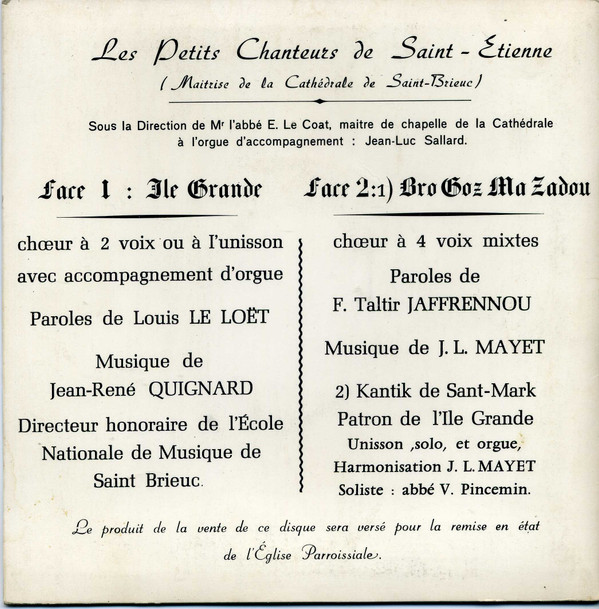 Les Petits Chanteurs de Saint - Etienne
( Maitrise de la Cathédrale de Saint-Brieuc )
Sous la Direction de Mr l'abbé E. Le Coat, maitre de chapelle de la Cathédrale
à l'orgue d'accompagnement : Jean-Luc Sallard.
Face 1 : Ile Grande
chœur à 2 voix ou à l'unisson
avec accompagnement d'orgue
Paroles de Louis LE LOËT
Musique de
Jean-René QUIGNARD
Directeur honoraire de l'École
Nationale de Musique de
Saint Brieuc.
Face 2:1) Bro Goz Ma Zadou
chœur à 4 voix mixtes
Paroles de
F. Taltir JAFFRENNOU
Musique de J. L. MAYET
2) Kantik de Sant-Mark
Patron de l'Ile Grande
Unisson ,solo, et orgue,
Harmonisation J. L. MAYET
Soliste : abbé V. Pincemin.
Le produit de la vente de ce disque sera versé pour la remise en état
de l'Église Parroissiale.